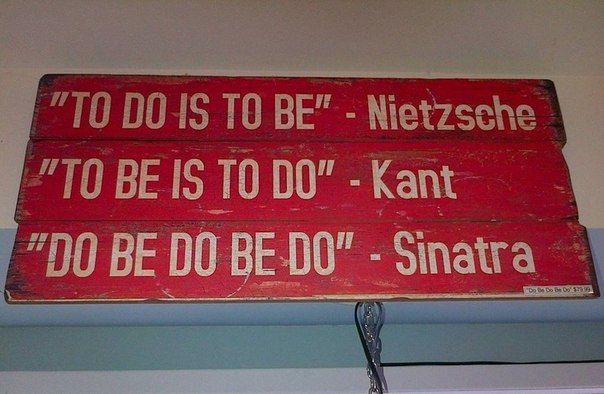 "TO DO IS TO BE" - Nietzsche
"TO BE IS TO DO" - Kant
"DO BE DO BE DO" - Sinatra
"Do Be Do Be Do" $79.99